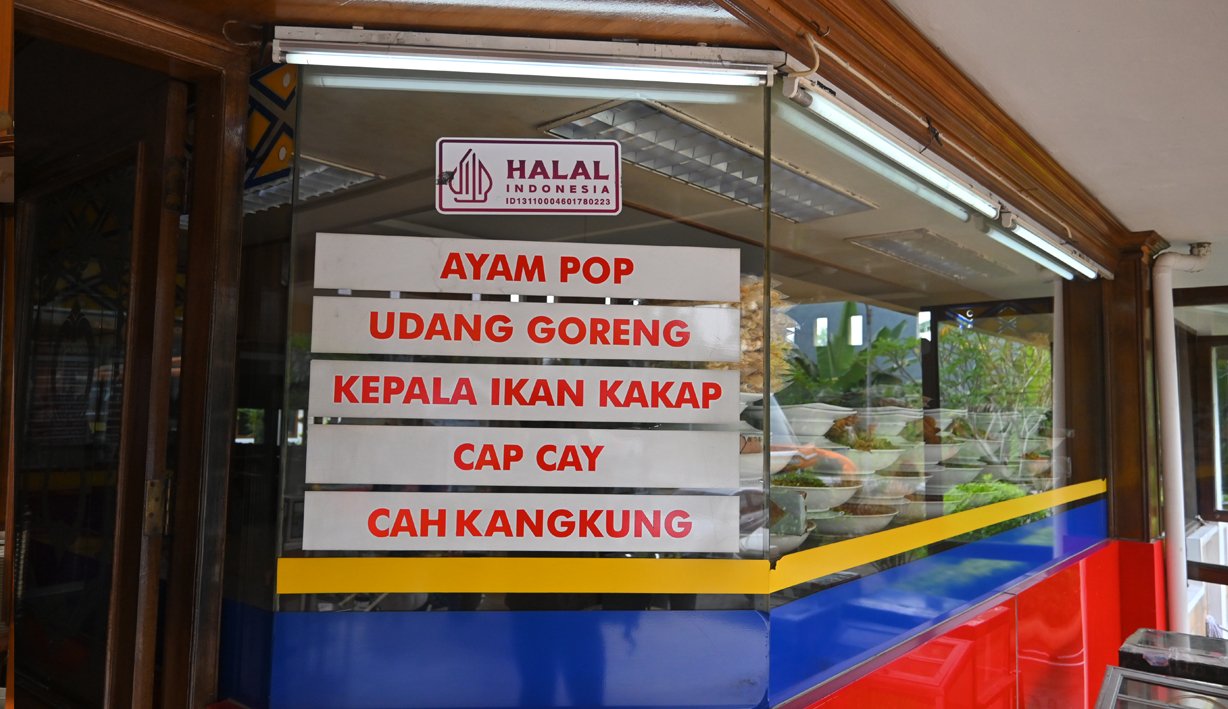 HALAL
INDONESIA
ID13110004601780223
AYAM POP
UDANG GORENG
KEPALA IKAN KAKAP
CAP CAY
CAH KANGKUNG